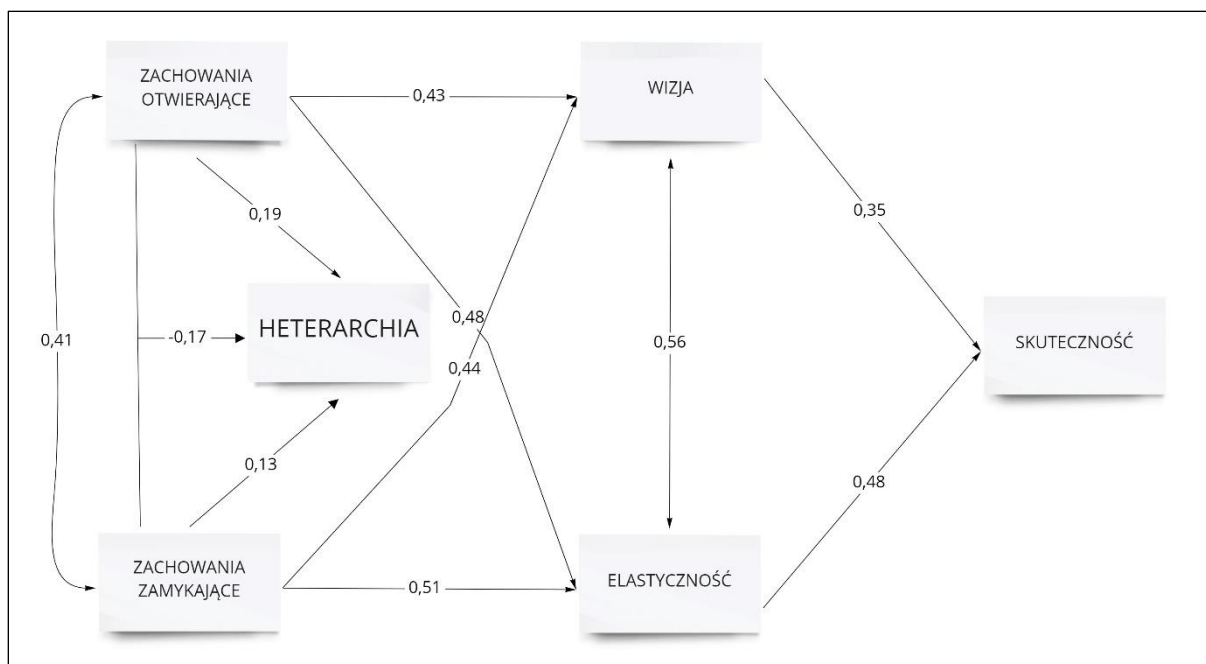 ZACHOWANIA
OTWIERAJĄCE
WIZJA
0,43
0,19
0,35
HETERARCHIA
0,48
-0,17
0,41
0,56
SKUTECZNOŚĆ
0,44
0,13
0,48
ZACHOWANIA
ZAMYKAJĄCE
0,51
ELASTYCZNOŚĆ